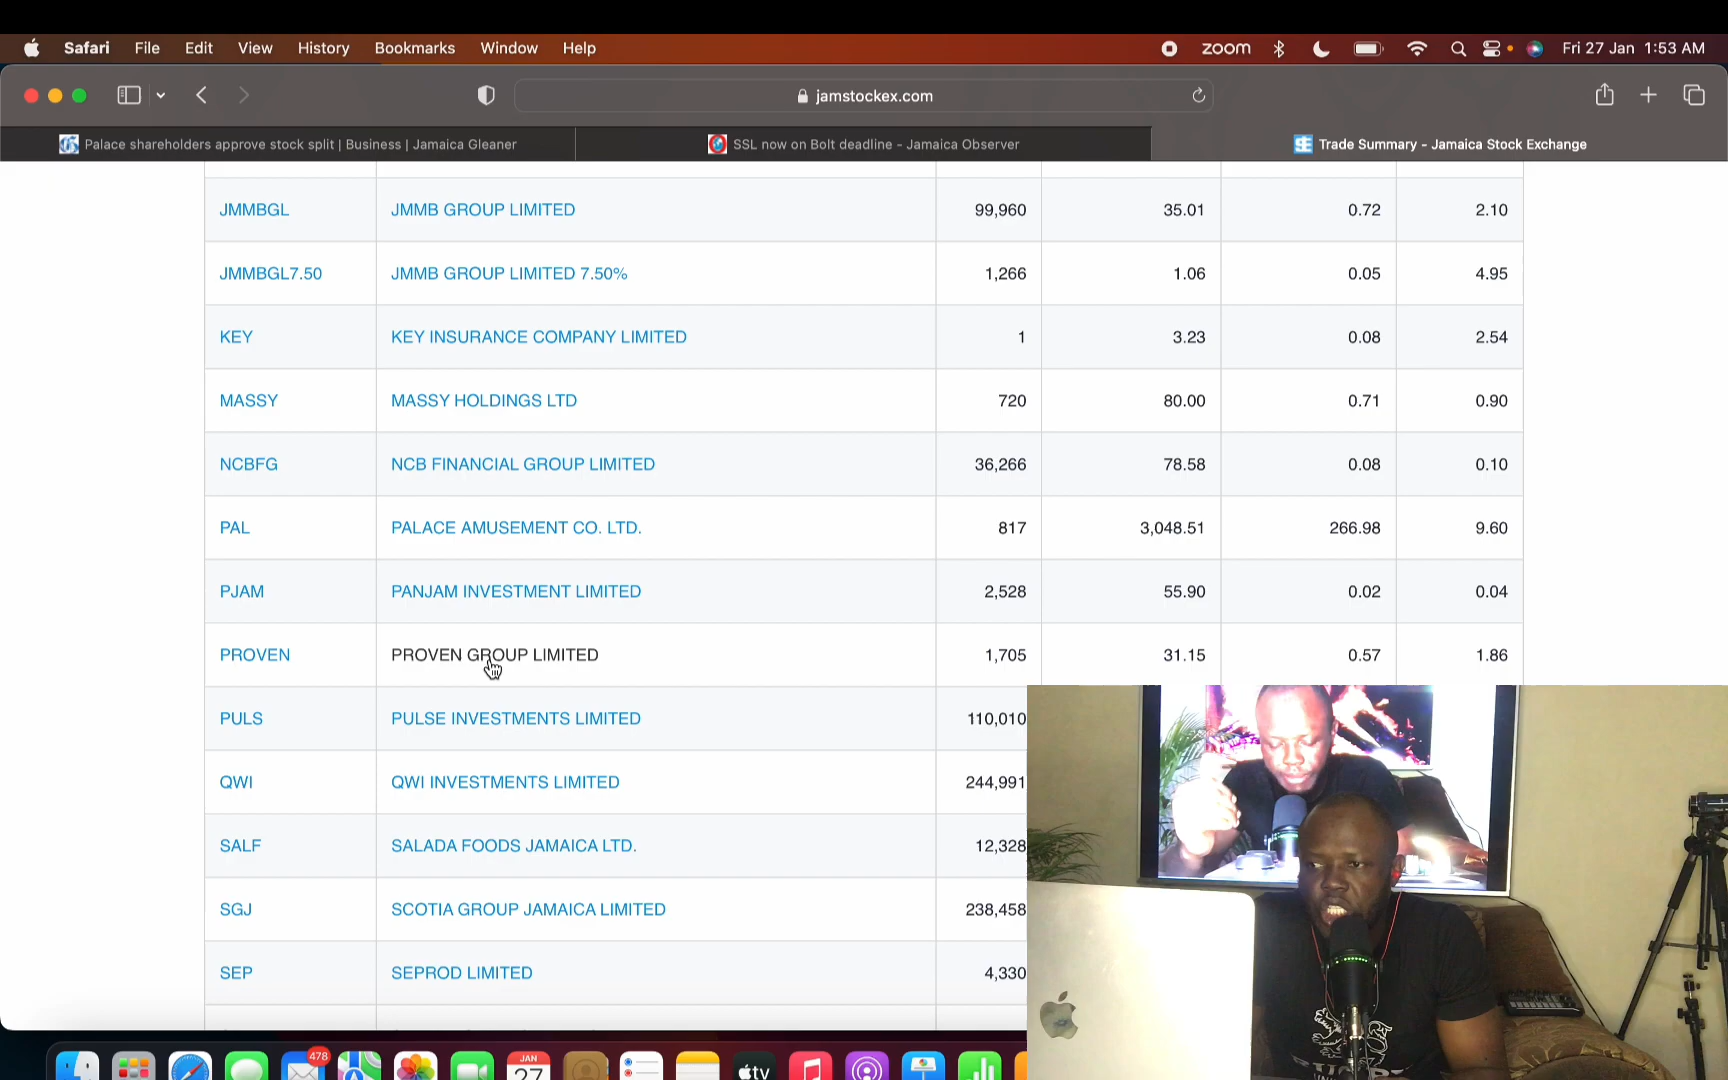 Safari File Edit View History Bookmarks Window Help zoom Fri 27 Jan 1:53 AM
jamstockex.com
Palace shareholders approve stock split | Business | Jamaica Gleaner SSL now on Bolt deadline - Jamaica Observer Trade Summary - Jamaica Stock Exchange
JMMBGL JMMB GROUP LIMITED 99,960 35.01 0.72 2.10
JMMBGL7.50 JMMB GROUP LIMITED 7.50% 1,266 1.06 0.05 4.95
KEY KEY INSURANCE COMPANY LIMITED 1 3.23 0.08 2.54
MASSY MASSY HOLDINGS LTD 720 80.00 0.71 0.90
NCBFG NCB FINANCIAL GROUP LIMITED 36,266 78.58 0.08 0.10
PAL PALACE AMUSEMENT CO. LTD. 817 3,048.51 266.98 9.60
PJAM PANJAM INVESTMENT LIMITED 2,528 55.90 0.02 0.04
PROVEN PROVEN GROUP LIMITED 1,705 31.15 0.57 1.86
PULS PULSE INVESTMENTS LIMITED 110,010
QWI QWI INVESTMENTS LIMITED 244,991
SALF SALADA FOODS JAMAICA LTD. 12,328
SGJ SCOTIA GROUP JAMAICA LIMITED 238,458
SEP SEPROD LIMITED 4,330
478
JAN
27
tv